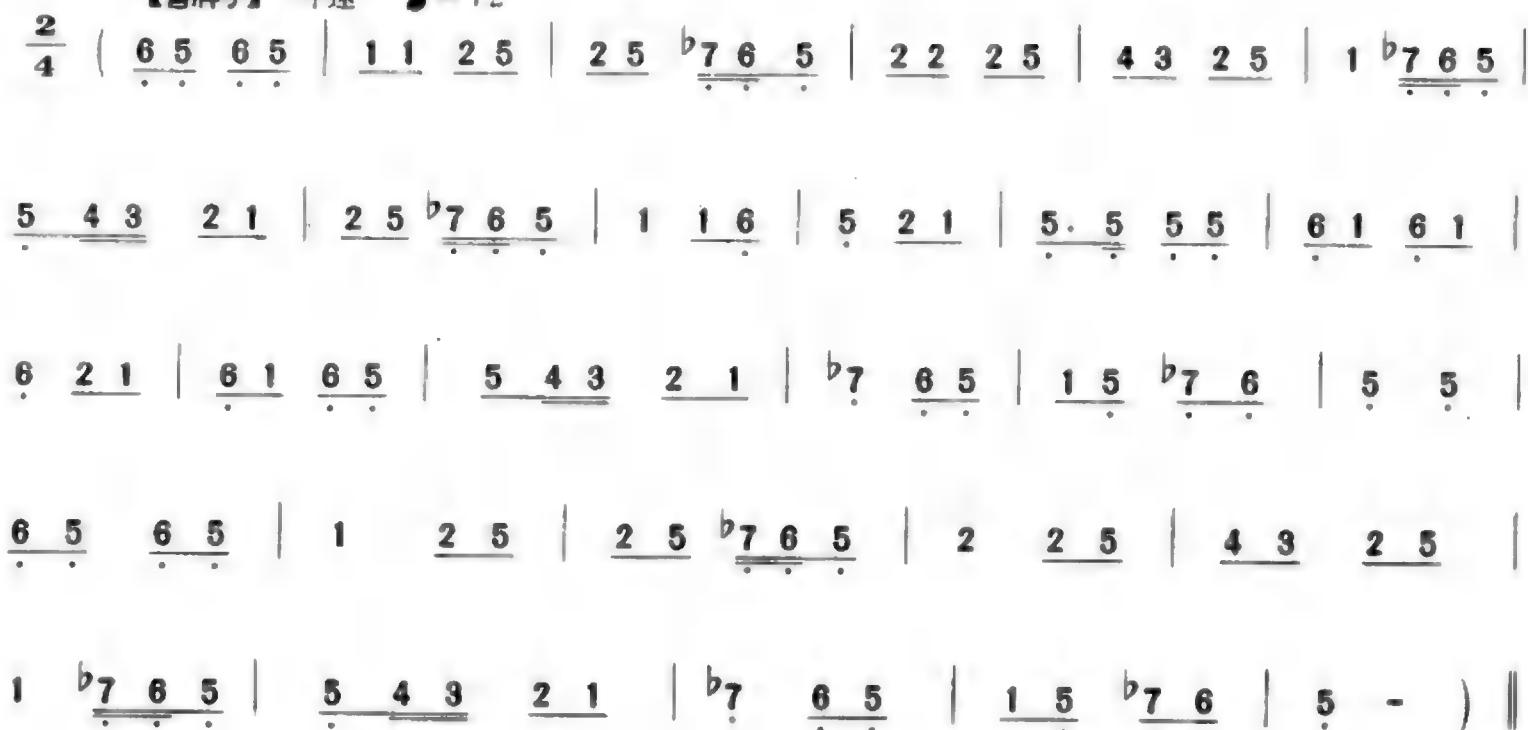 2/4 ( 6̣ 5̣ 6̣ 5̣ | 1 1 2 5 | 2 5 ♭7̣ 6̣ 5̣ | 2 2 2 5 | 4 3 2 5 | 1 ♭7̣ 6̣ 5̣ |
5̣ 4 3 2 1 | 2 5 ♭7̣ 6̣ 5̣ | 1 1 6̣ | 5̣ 2 1 | 5̣. 5̣ 5̣ 5̣ | 6̣ 1 6̣ 1 |
6̣ 2 1 | 6̣ 1 6̣ 5̣ | 5 4 3 2 1 | ♭7̣ 6̣ 5̣ | 1 5̣ ♭7̣ 6̣ | 5̣ 5̣ |
6̣ 5̣ 6̣ 5̣ | 1 2 5 | 2 5 ♭7̣ 6̣ 5̣ | 2 2 5 | 4 3 2 5 |
1 ♭7̣ 6̣ 5̣ | 5̣ 4 3 2 1 | ♭7̣ 6̣ 5̣ | 1 5̣ ♭7 6 | 5̣ - ) ‖